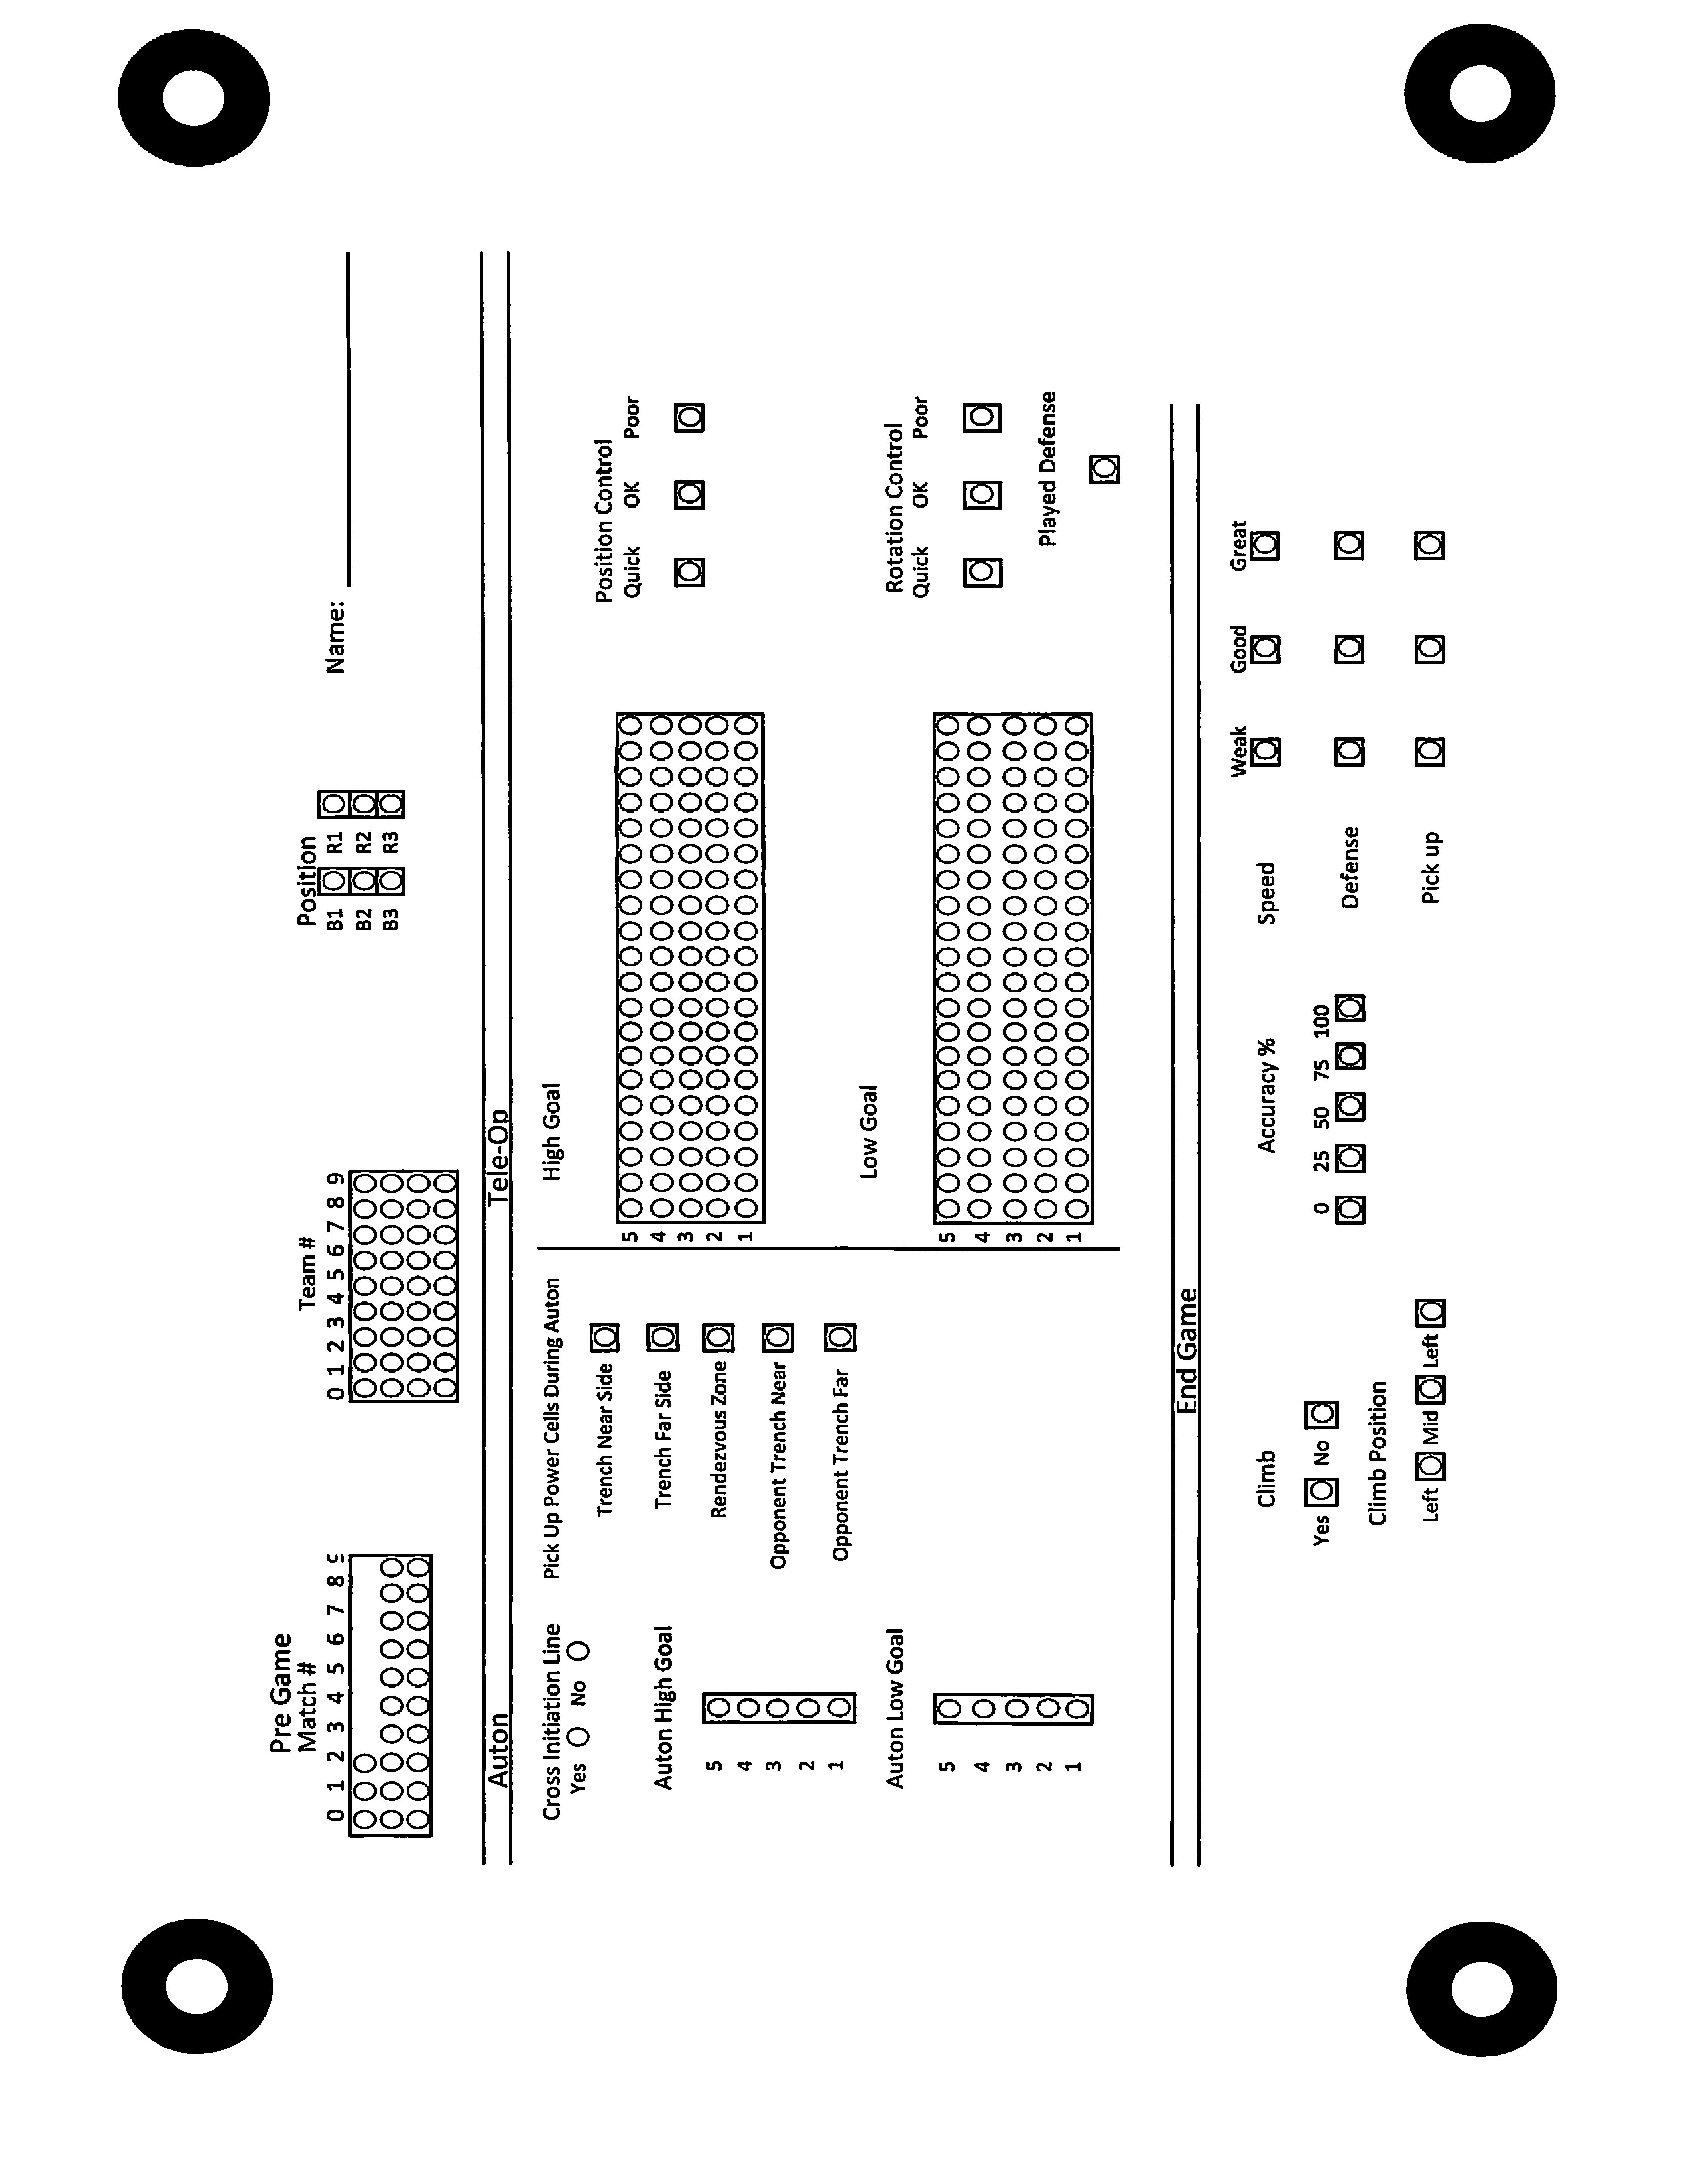 Pre Game
Match #
0 1 2 3 4 5 6 7 8 9
Team #
0 1 2 3 4 5 6 7 8 9
Position
B1 R1
B2 R2
B3 R3
Name:
Auton
Tele-Op
Cross Initiation Line
Yes No
Auton High Goal
5
4
3
2
1
Auton Low Goal
5
4
3
2
1
Pick Up Power Cells During Auton
Trench Near Side
Trench Far Side
Rendezvous Zone
Opponent Trench Near
Opponent Trench Far
High Goal
5
4
3
2
1
Low Goal
5
4
3
2
1
Position Control
Quick OK Poor
Rotation Control
Quick OK Poor
Played Defense
End Game
Climb
Yes No
Climb Position
Left Mid Left
Accuracy %
0 25 50 75 100
Weak Good Great
Speed
Defense
Pick up